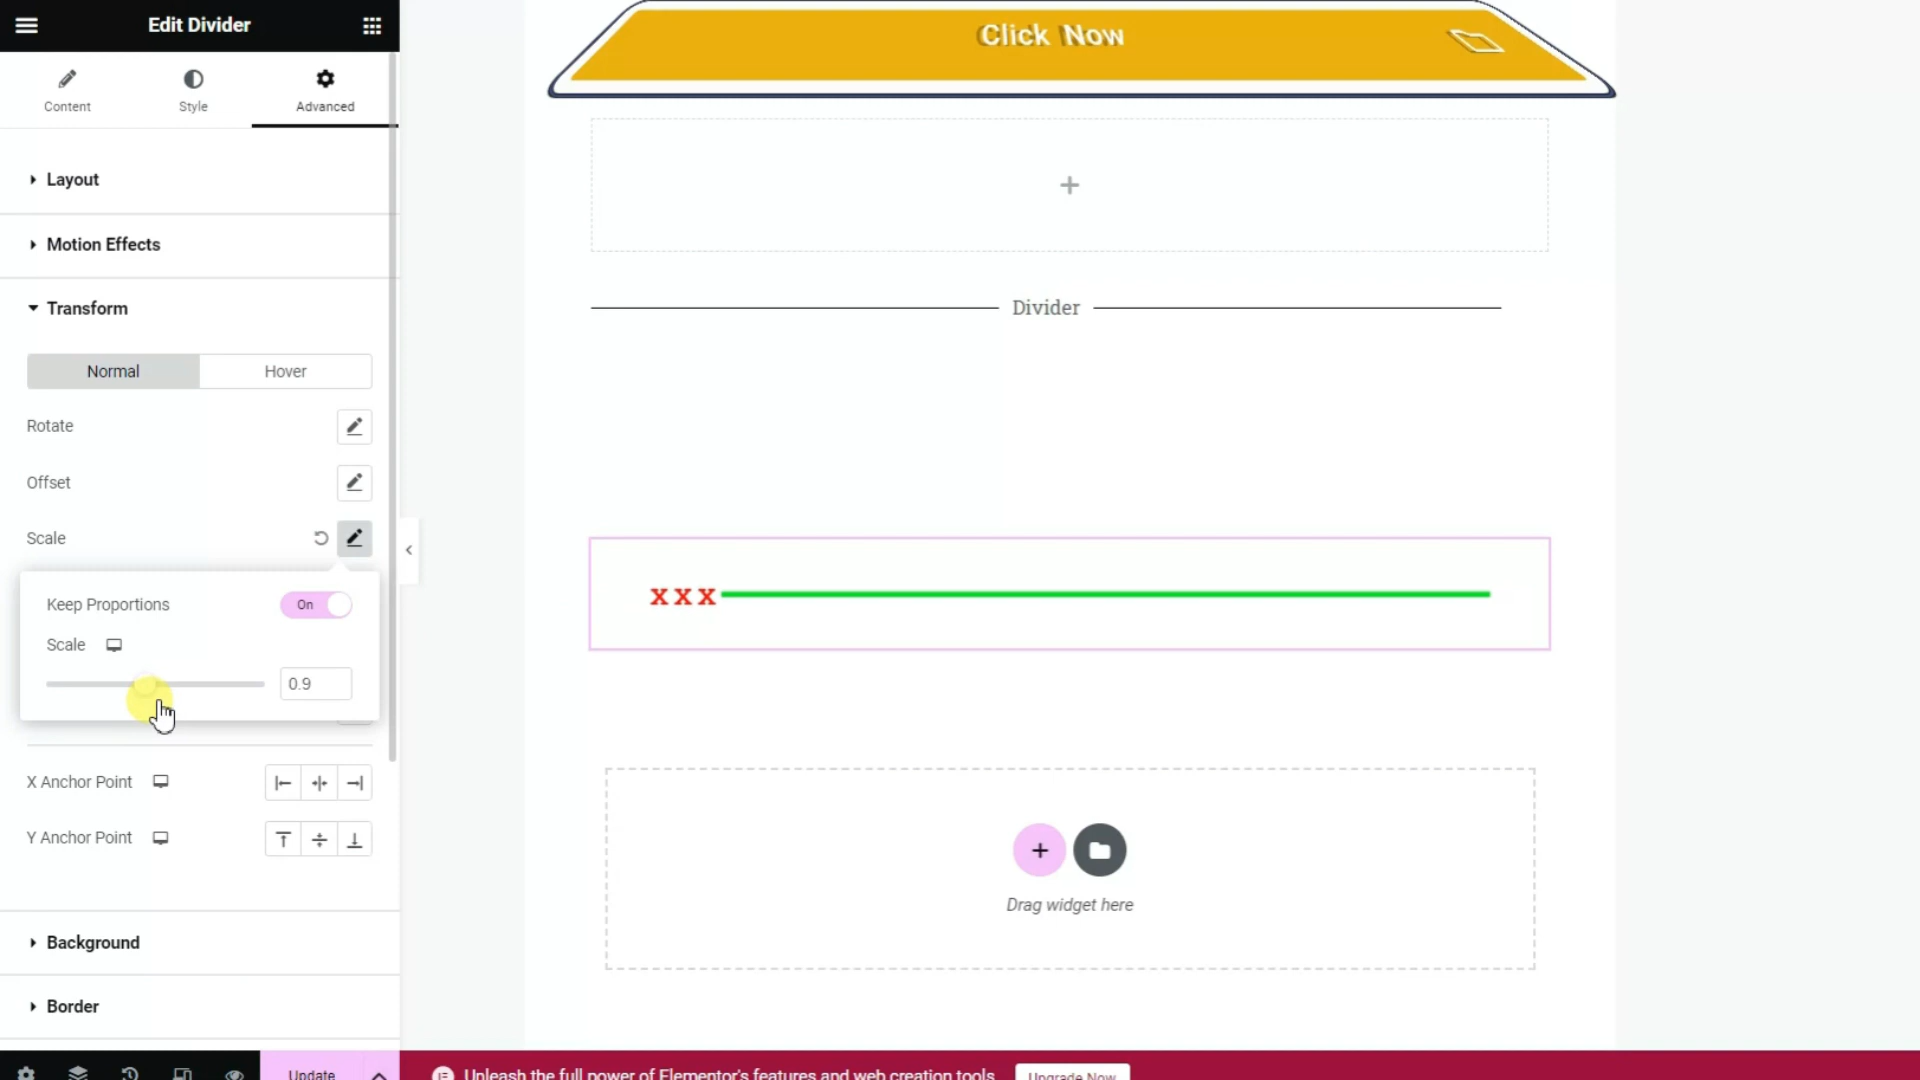 Edit Divider
Content
Style
Advanced
Layout
Motion Effects
Transform
Normal
Hover
Rotate
Offset
Scale
Keep Proportions
On
Scale
0.9
X Anchor Point
Y Anchor Point
Background
Border
Update
Click Now
Divider
x x x
Drag widget here
Unleash the full power of Elementor's features and web creation tools.
Upgrade Now